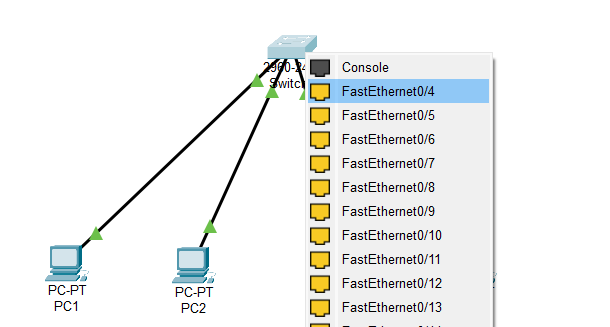 2960-24
Switch
Console
FastEthernet0/4
FastEthernet0/5
FastEthernet0/6
FastEthernet0/7
FastEthernet0/8
FastEthernet0/9
FastEthernet0/10
FastEthernet0/11
FastEthernet0/12
FastEthernet0/13
PC-PT
PC1
PC-PT
PC2